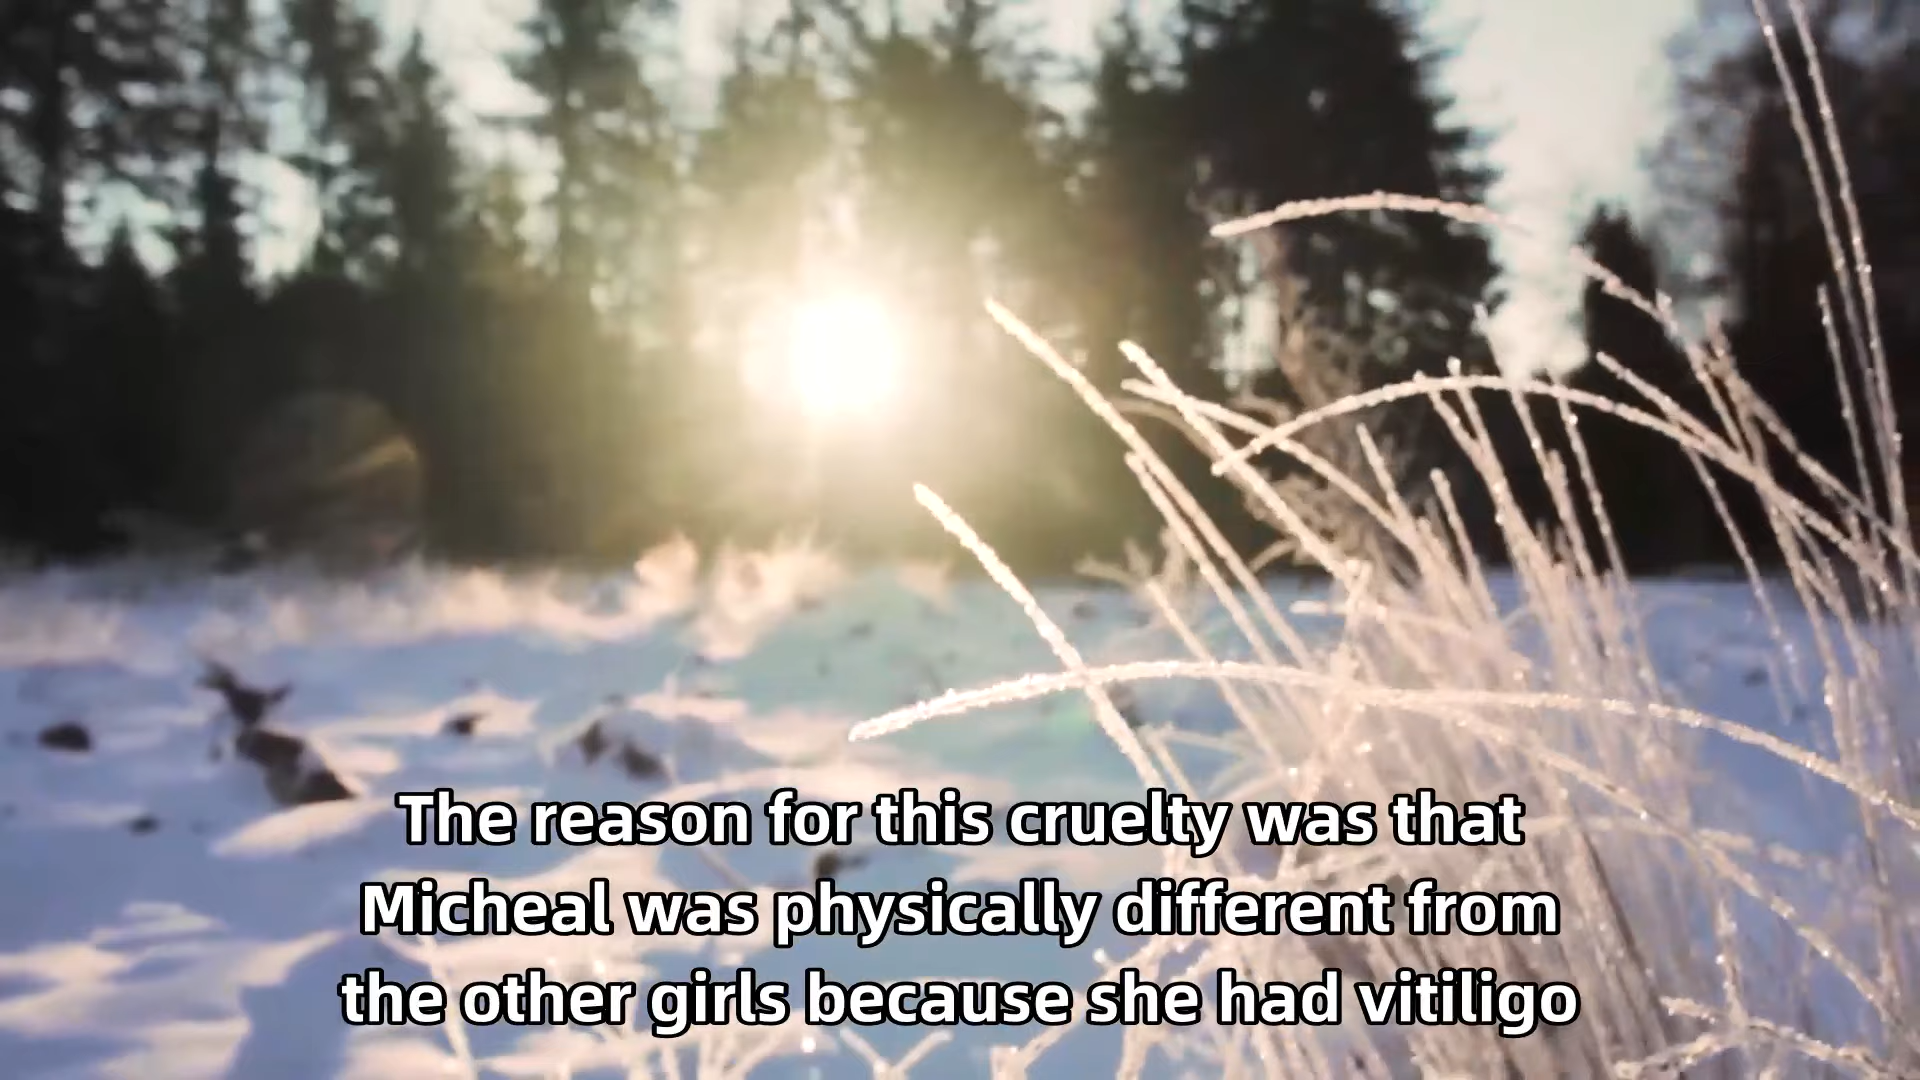 The reason for this cruelty was that
Micheal was physically different from
the other girls because she had vitiligo